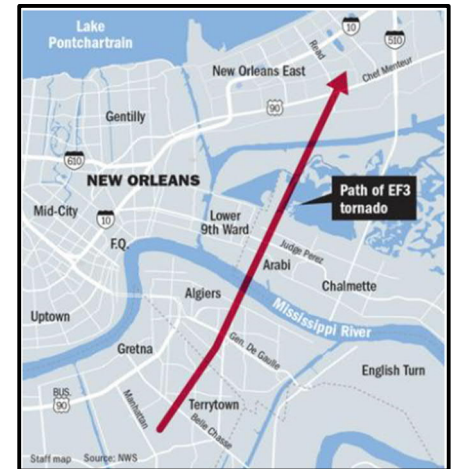 Lake
Pontchartrain
10
510
Read
New Orleans East
Chef Menteur
90
Gentilly
610
NEW ORLEANS
Path of EF3
tornado
Mid-City
10
Lower
9th Ward
F.Q.
Judge Perez
Arabi
Algiers
Chalmette
Mississippi River
Uptown
Gen. De Gaulle
Gretna
English Turn
BUS.
90
Manhattan
Terrytown
Belle Chasse
Staff map Source: NWS